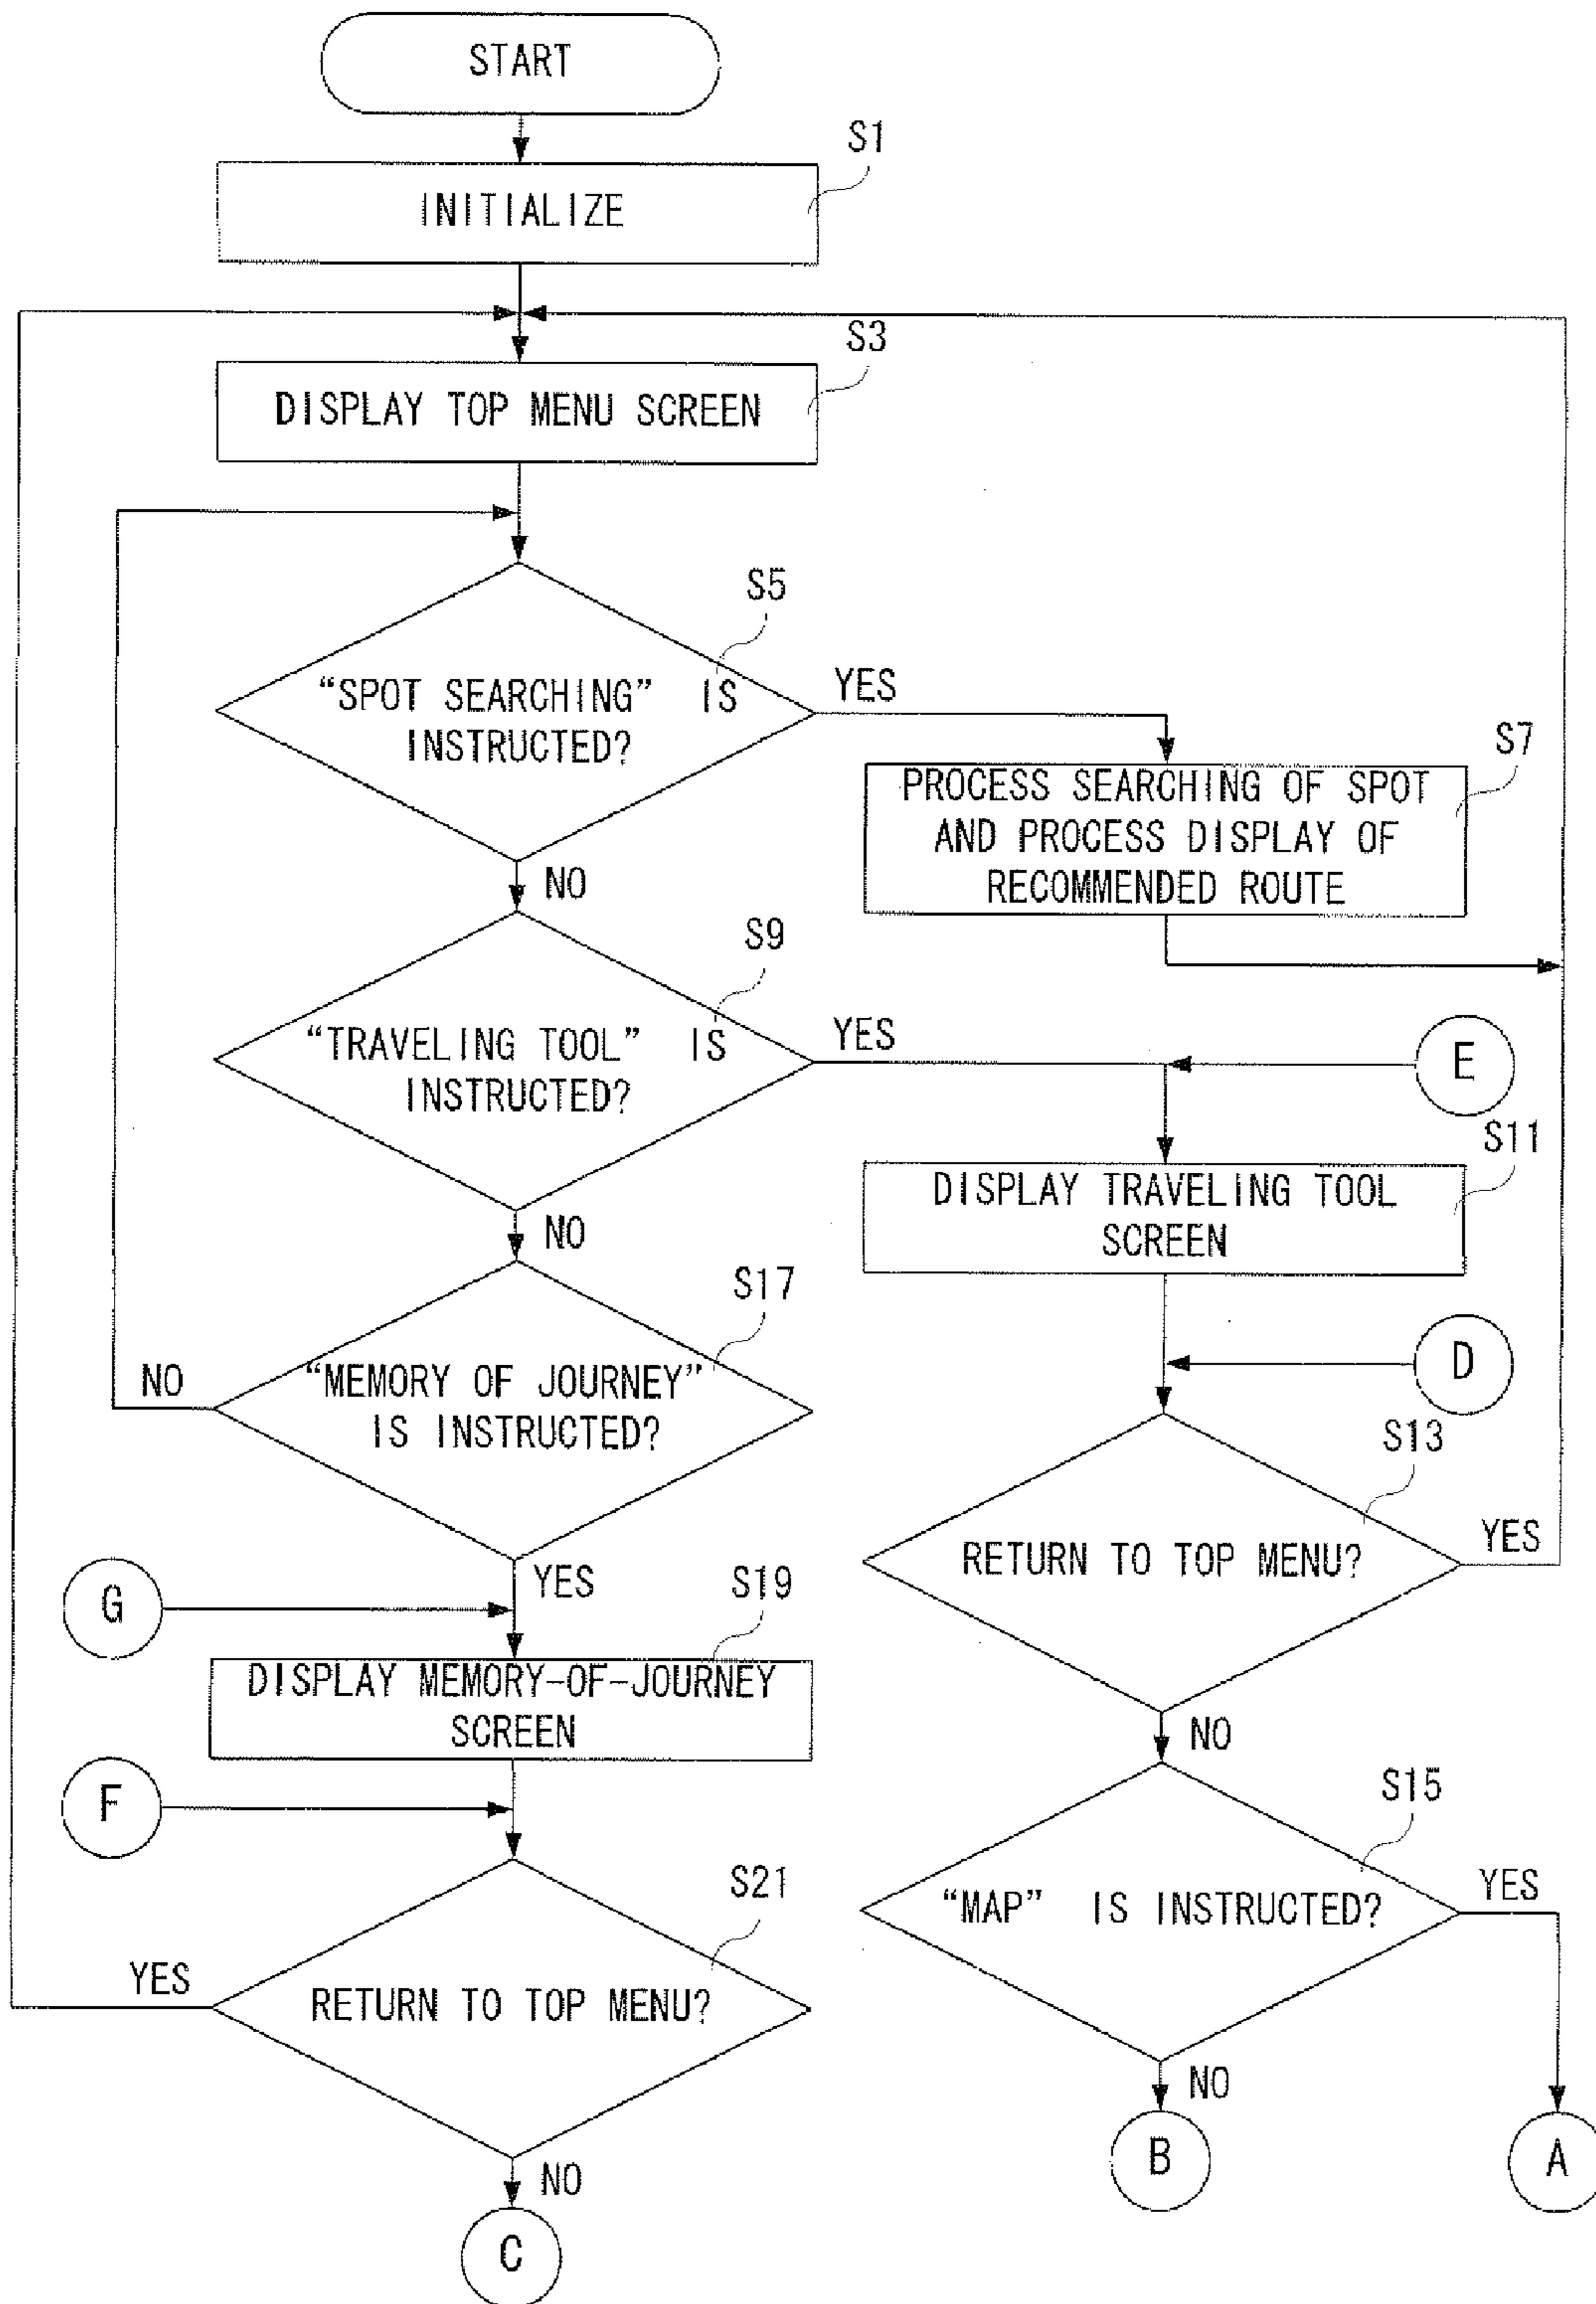 START
S1
INITIALIZE
S3
DISPLAY TOP MENU SCREEN
S5
“SPOT SEARCHING” IS
INSTRUCTED?
YES
NO
S7
PROCESS SEARCHING OF SPOT
AND PROCESS DISPLAY OF
RECOMMENDED ROUTE
S9
“TRAVELING TOOL” IS
INSTRUCTED?
YES
NO
E
S11
DISPLAY TRAVELING TOOL
SCREEN
S17
“MEMORY OF JOURNEY”
IS INSTRUCTED?
NO
YES
D
S13
RETURN TO TOP MENU?
YES
NO
G
S19
DISPLAY MEMORY-OF-JOURNEY
SCREEN
F
S21
RETURN TO TOP MENU?
YES
NO
C
S15
“MAP” IS INSTRUCTED?
YES
NO
B
A